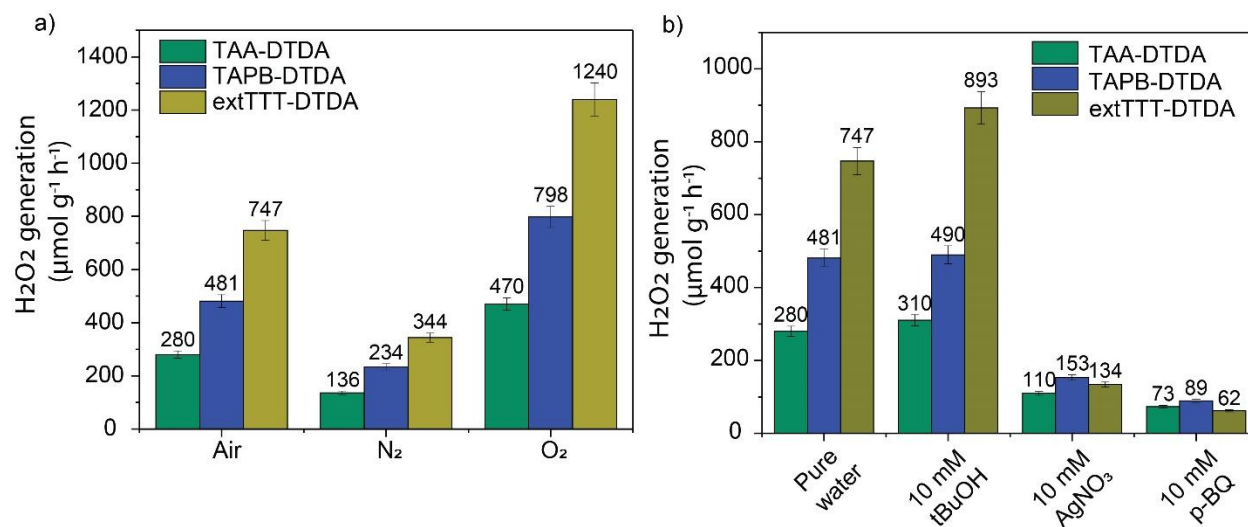 a)
TAA-DTDA
TAPB-DTDA
extTTT-DTDA
H2O2 generation
(µmol g⁻¹ h⁻¹)
1400
1200
1000
800
600
400
200
0
280
481
747
136
234
344
470
798
1240
Air
N₂
O₂
b)
TAA-DTDA
TAPB-DTDA
extTTT-DTDA
H2O2 generation
(µmol g⁻¹ h⁻¹)
1000
800
600
400
200
0
280
481
747
310
490
893
110
153
134
73
89
62
Pure
water
10 mM
tBuOH
10 mM
AgNO₃
10 mM
p-BQ